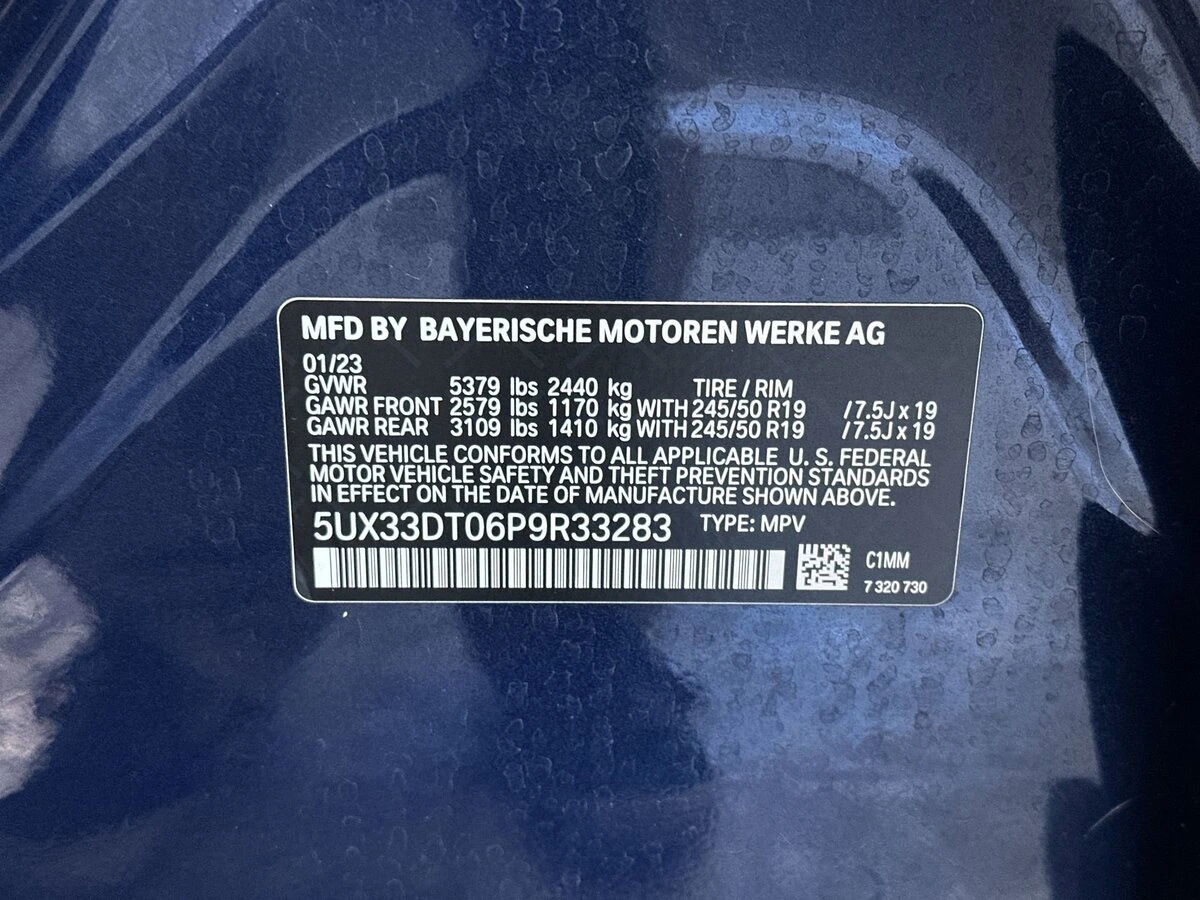 MFD BY BAYERISCHE MOTOREN WERKE AG
01/23
GVWR 5379 lbs 2440 kg TIRE / RIM
GAWR FRONT 2579 lbs 1170 kg WITH 245/50 R19 / 7.5J x 19
GAWR REAR 3109 lbs 1410 kg WITH 245/50 R19 / 7.5J x 19
THIS VEHICLE CONFORMS TO ALL APPLICABLE U. S. FEDERAL
MOTOR VEHICLE SAFETY AND THEFT PREVENTION STANDARDS
IN EFFECT ON THE DATE OF MANUFACTURE SHOWN ABOVE.
5UX33DT06P9R33283 TYPE: MPV
C1MM
7 320 730